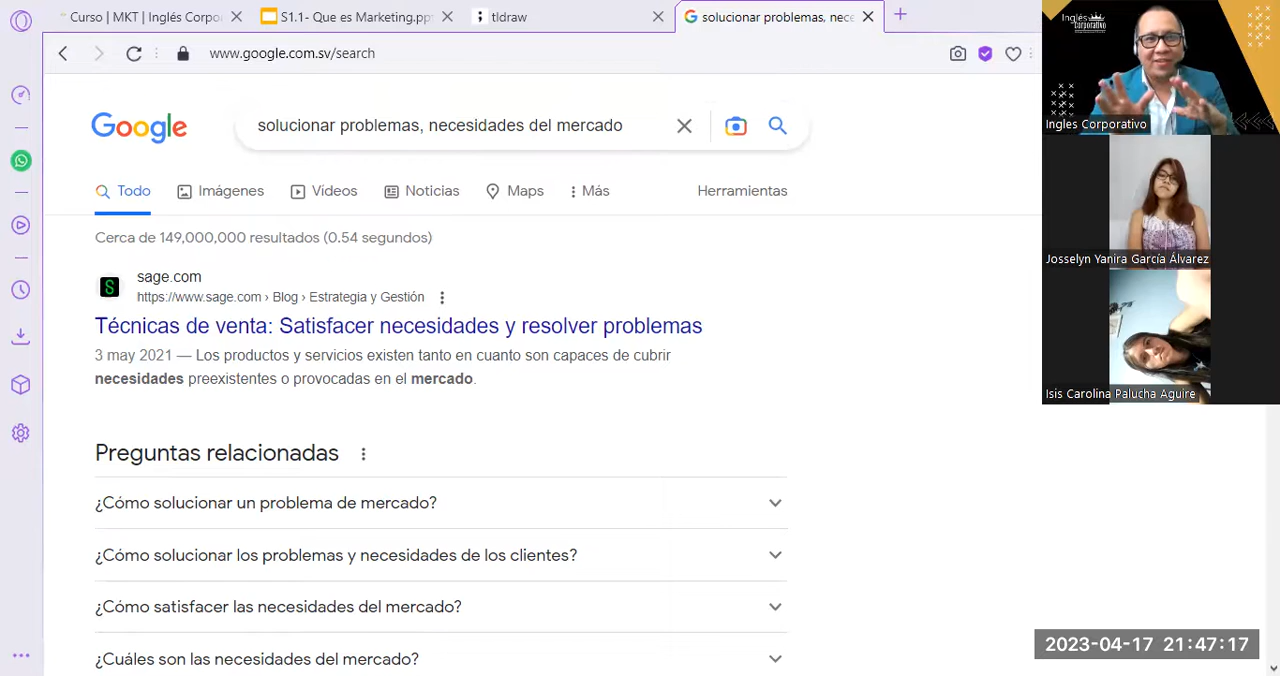 Curso | MKT | Inglés Corpo
S1.1- Que es Marketing.pp
tldraw
solucionar problemas, nece
www.google.com.sv/search
Google
solucionar problemas, necesidades del mercado
Todo
Imágenes
Videos
Noticias
Maps
Más
Herramientas
Cerca de 149,000,000 resultados (0.54 segundos)
S
sage.com
https://www.sage.com › Blog › Estrategia y Gestión
Técnicas de venta: Satisfacer necesidades y resolver problemas
3 may 2021 — Los productos y servicios existen tanto en cuanto son capaces de cubrir
necesidades preexistentes o provocadas en el mercado.
Preguntas relacionadas
¿Cómo solucionar un problema de mercado?
¿Cómo solucionar los problemas y necesidades de los clientes?
¿Cómo satisfacer las necesidades del mercado?
¿Cuáles son las necesidades del mercado?
Inglés
Corporativo
Ingles Corporativo
Josselyn Yanira García Álvarez
Isis Carolina Palucha Aguire
2023-04-17 21:47:17